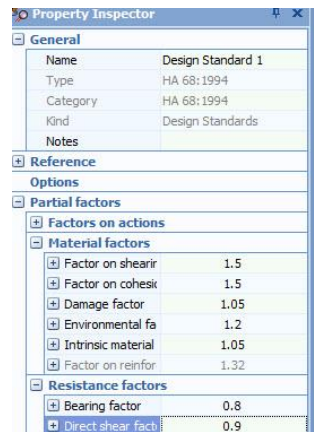 Property Inspector
General
Name Design Standard 1
Type HA 68:1994
Category HA 68:1994
Kind Design Standards
Notes
Reference
Options
Partial factors
Factors on actions
Material factors
Factor on shearin 1.5
Factor on cohesic 1.5
Damage factor 1.05
Environmental fa 1.2
Intrinsic material 1.05
Factor on reinfor 1.32
Resistance factors
Bearing factor 0.8
Direct shear facto 0.9